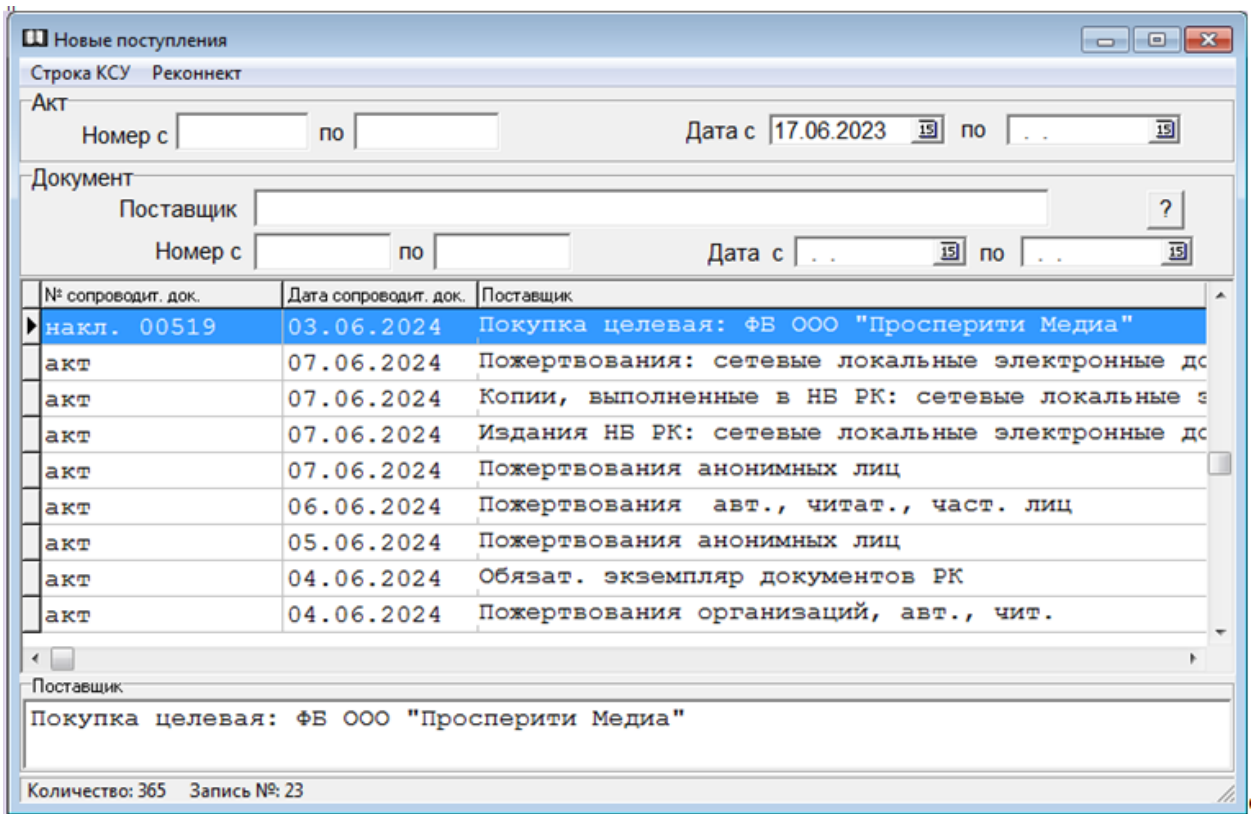 Новые поступления
Строка КСУ Реконнект
Акт
Номер с по Дата с 17.06.2023 15 по . . 15
Документ
Поставщик ?
Номер с по Дата с . . 15 по . . 15
№ сопроводит. док. Дата сопроводит. док. Поставщик
накл. 00519 03.06.2024 Покупка целевая: ФБ ООО "Просперити Медиа"
акт 07.06.2024 Пожертвования: сетевые локальные электронные до
акт 07.06.2024 Копии, выполненные в НБ РК: сетевые локальные э
акт 07.06.2024 Издания НБ РК: сетевые локальные электронные до
акт 07.06.2024 Пожертвования анонимных лиц
акт 06.06.2024 Пожертвования авт., читат., част. лиц
акт 05.06.2024 Пожертвования анонимных лиц
акт 04.06.2024 Обязат. экземпляр документов РК
акт 04.06.2024 Пожертвования организаций, авт., чит.
Поставщик
Покупка целевая: ФБ ООО "Просперити Медиа"
Количество: 365 Запись №: 23